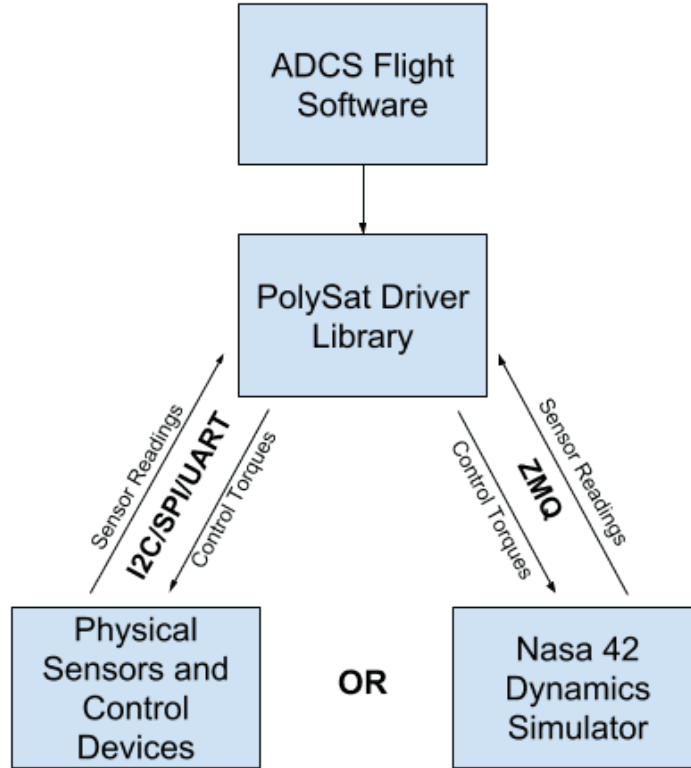 ADCS Flight
Software
PolySat Driver
Library
Sensor Readings
I2C/SPI/UART
Control Torques
Control Torques
ZMQ
Sensor Readings
Physical
Sensors and
Control
Devices
OR
Nasa 42
Dynamics
Simulator